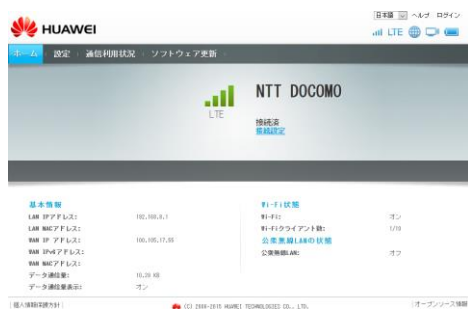 日本語 ヘルプ ログイン
HUAWEI
LTE
ホーム 設定 通信利用状況 ソフトウェア更新
NTT DOCOMO
LTE
接続済
接続設定
基本情報
LAN IPアドレス: 192.168.8.1
LAN MACアドレス:
WAN IP アドレス: 100.105.17.55
WAN IPv6アドレス:
WAN MACアドレス:
データ通信量:
データ通信量表示: オン
Wi-Fi状態
Wi-Fi: オン
Wi-Fiクライアント数: 1/10
公衆無線LANの状態
公衆無線LAN: オフ
個人情報保護方針
(C) 2006-2015 HUAWEI TECHNOLOGIES CO., LTD.
オープンソース情報